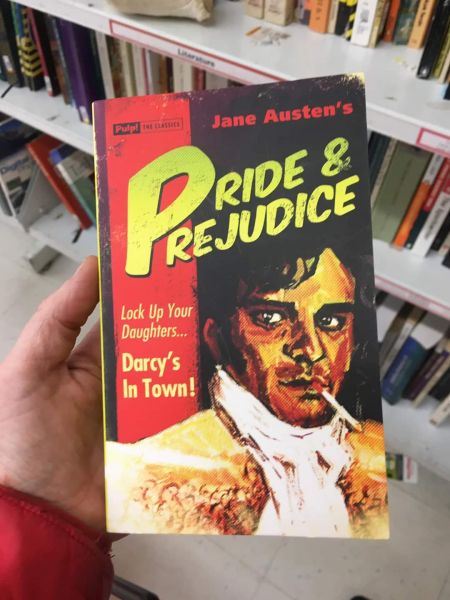 Literature
Pulp! THE CLASSICS
Jane Austen's
PRIDE &
PREJUDICE
Lock Up Your
Daughters...
Darcy's
In Town!